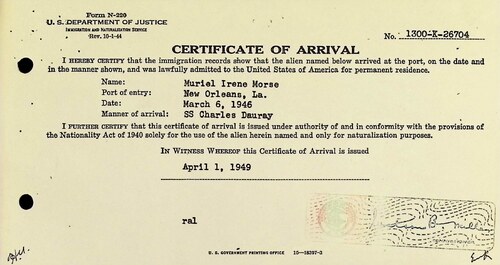 Form N-220
U. S. DEPARTMENT OF JUSTICE
IMMIGRATION AND NATURALIZATION SERVICE
Rev. 10-1-44
No. 1300-K-26704
CERTIFICATE OF ARRIVAL
I HEREBY CERTIFY that the immigration records show that the alien named below arrived at the port, on the date and
in the manner shown, and was lawfully admitted to the United States of America for permanent residence.
Name: Muriel Irene Morse
Port of entry: New Orleans, La.
Date: March 6, 1946
Manner of arrival: SS Charles Dauray
I FURTHER CERTIFY that this certificate of arrival is issued under authority of and in conformity with the provisions of
the Nationality Act of 1940 solely for the use of the alien herein named and only for naturalization purposes.
IN WITNESS WHEREOF this Certificate of Arrival is issued
April 1, 1949
ral
U. S. GOVERNMENT PRINTING OFFICE 16—26797-3